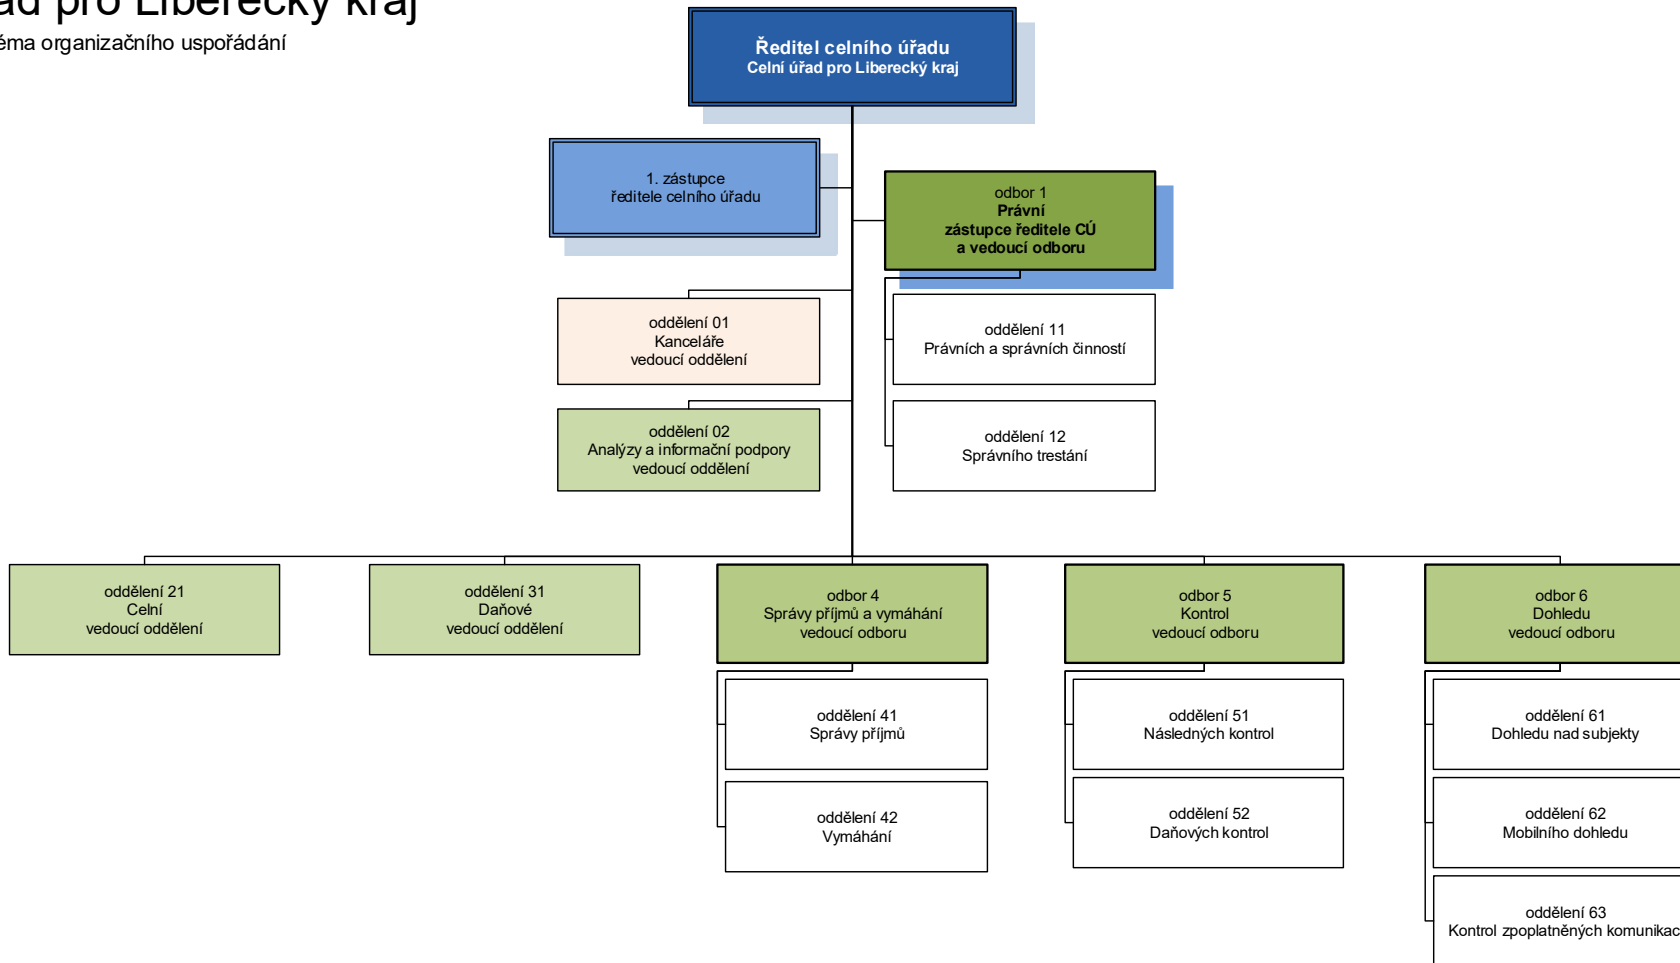 ad pro Liberecký kraj
éma organizačního uspořádání
Ředitel celního úřadu
Celní úřad pro Liberecký kraj
1. zástupce
ředitele celního úřadu
odbor 1
Právní
zástupce ředitele CÚ
a vedoucí odboru
oddělení 01
Kanceláře
vedoucí oddělení
oddělení 11
Právních a správních činností
oddělení 02
Analýzy a informační podpory
vedoucí oddělení
oddělení 12
Správního trestání
oddělení 21
Celní
vedoucí oddělení
oddělení 31
Daňové
vedoucí oddělení
odbor 4
Správy příjmů a vymáhání
vedoucí odboru
odbor 5
Kontrol
vedoucí odboru
odbor 6
Dohledu
vedoucí odboru
oddělení 41
Správy příjmů
oddělení 42
Vymáhání
oddělení 51
Následných kontrol
oddělení 52
Daňových kontrol
oddělení 61
Dohledu nad subjekty
oddělení 62
Mobilního dohledu
oddělení 63
Kontrol zpoplatněných komunikac